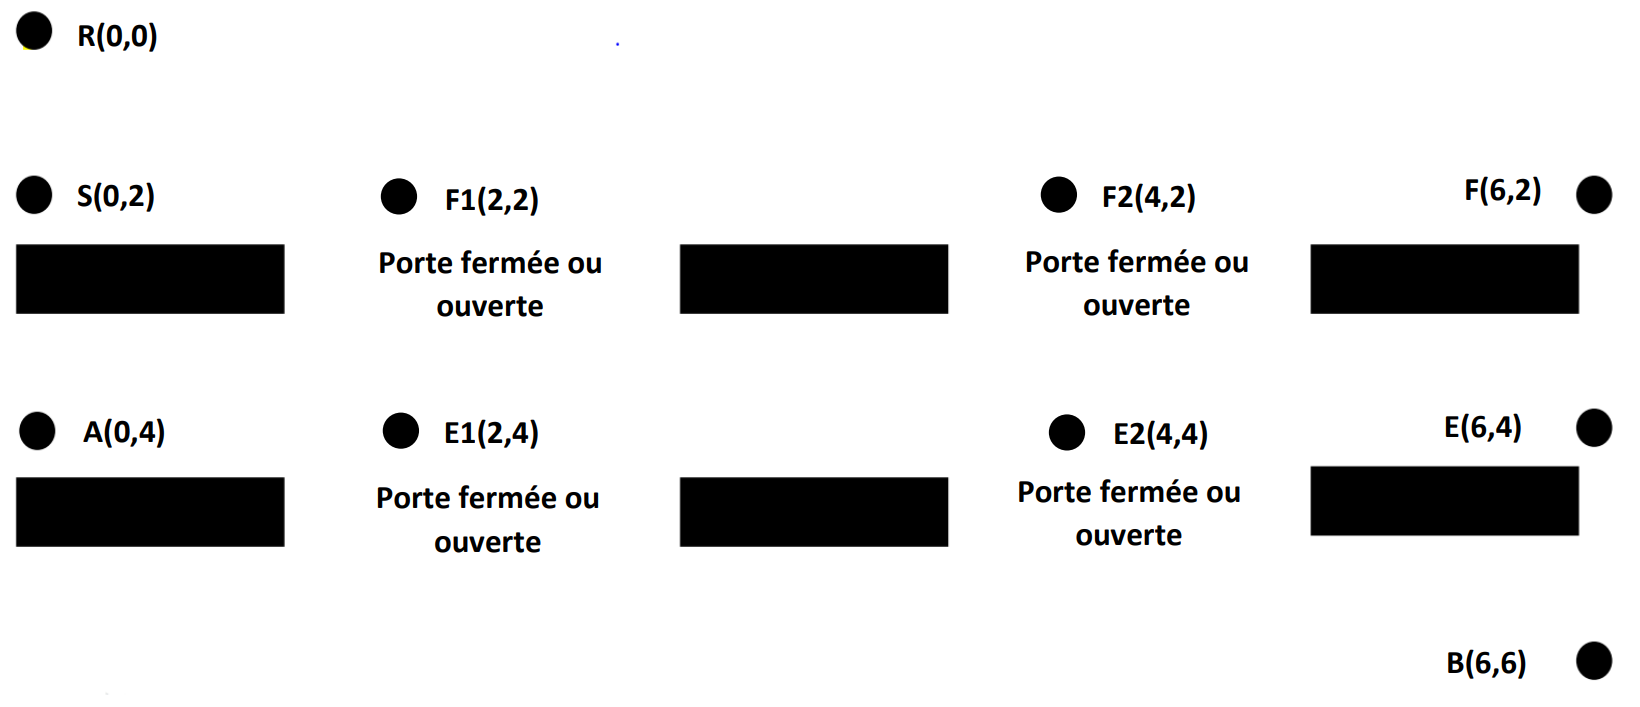 R(0,0)
S(0,2)
F1(2,2)
F2(4,2)
F(6,2)
Porte fermée ou
ouverte
Porte fermée ou
ouverte
A(0,4)
E1(2,4)
E2(4,4)
E(6,4)
Porte fermée ou
ouverte
Porte fermée ou
ouverte
B(6,6)